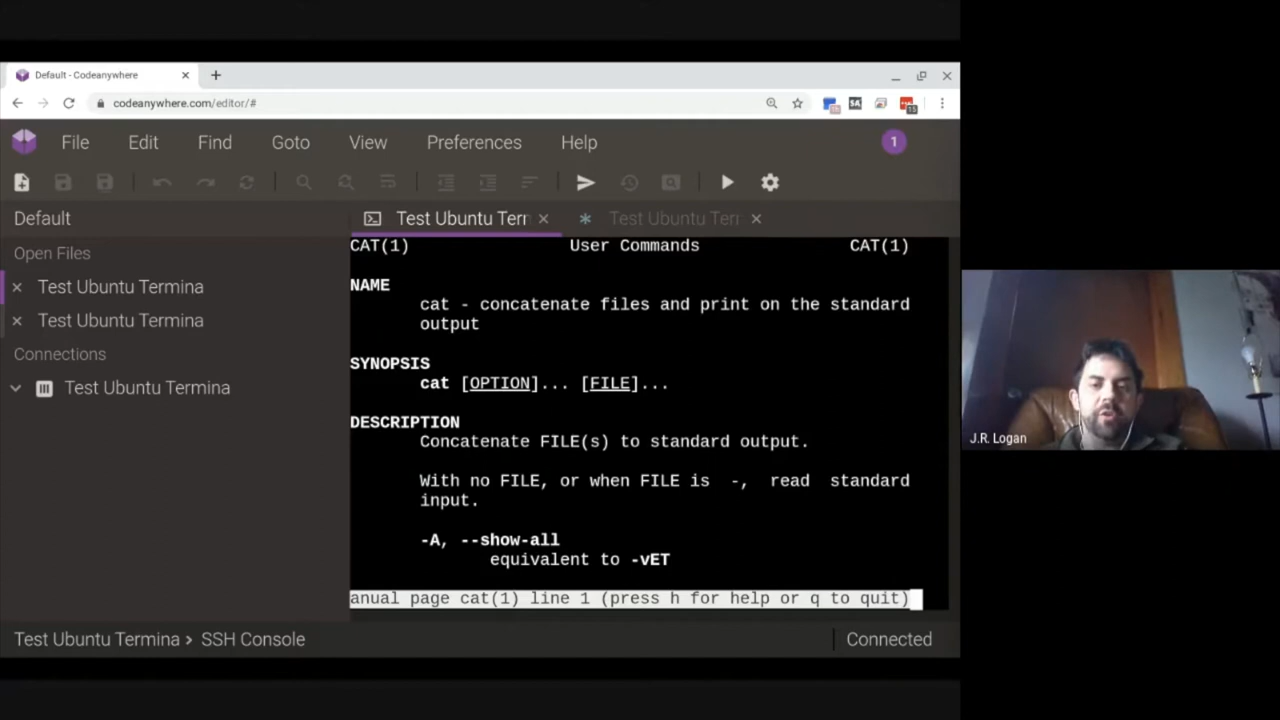 Default - Codeanywhere
codeanywhere.com/editor/#
File Edit Find Goto View Preferences Help
1
Default
Test Ubuntu Terr
Test Ubuntu Terr
Open Files
Test Ubuntu Termina
Test Ubuntu Termina
Connections
Test Ubuntu Termina
CAT(1) User Commands CAT(1)
NAME
cat - concatenate files and print on the standard
output
SYNOPSIS
cat [OPTION]... [FILE]...
DESCRIPTION
Concatenate FILE(s) to standard output.
With no FILE, or when FILE is -, read standard
input.
-A, --show-all
equivalent to -vET
anual page cat(1) line 1 (press h for help or q to quit)
Test Ubuntu Termina > SSH Console
Connected
J.R. Logan